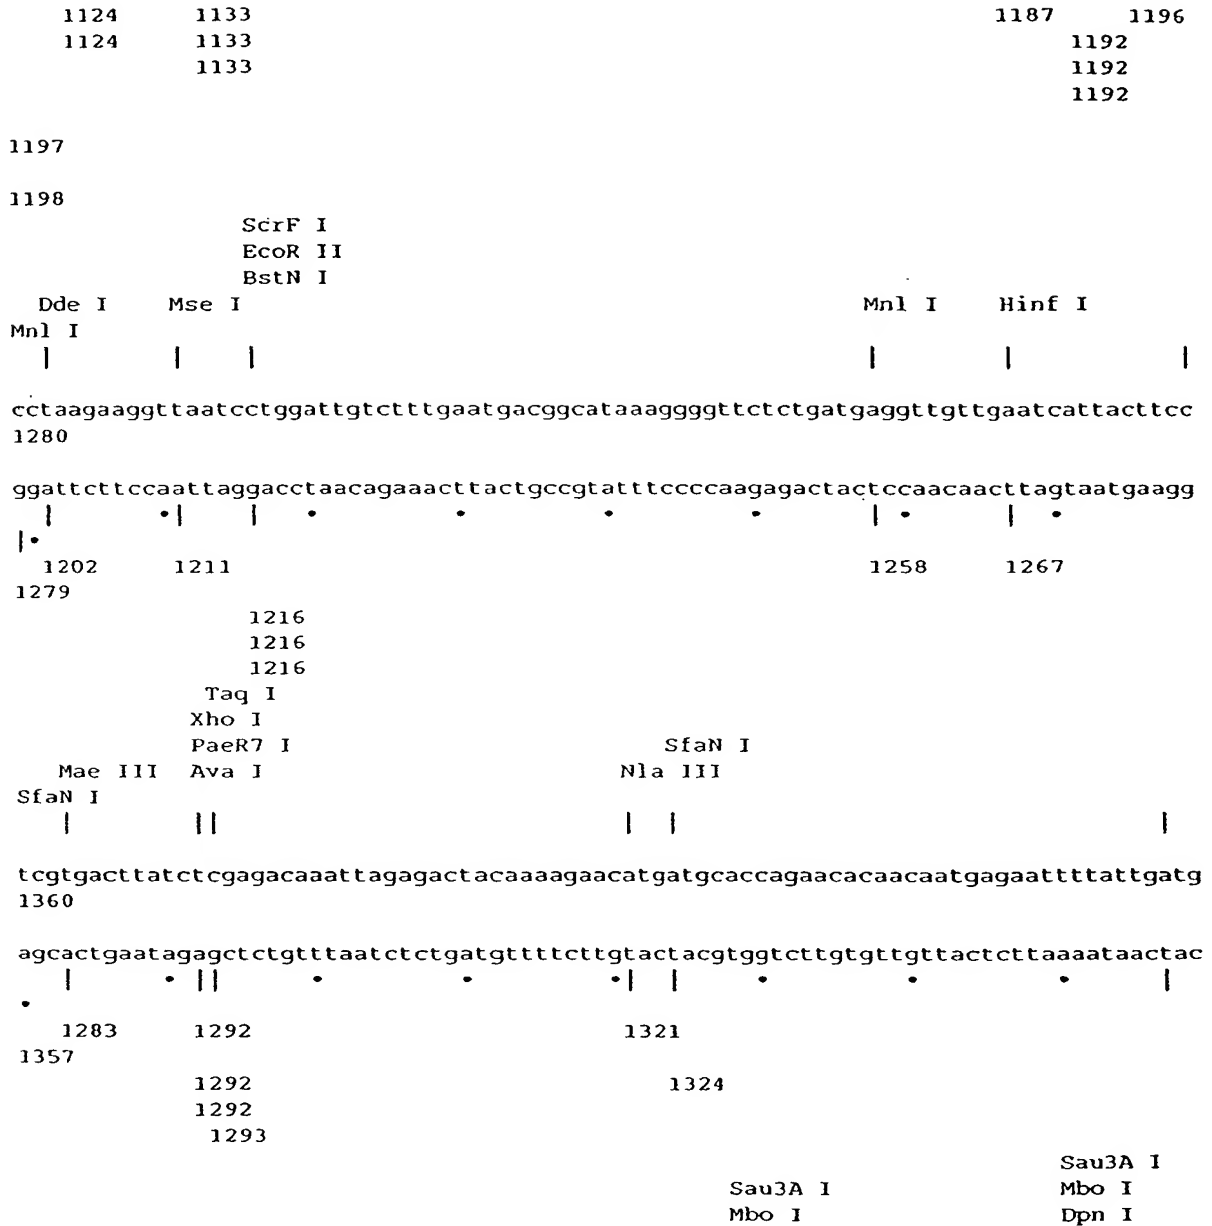 1124 1133 1187 1196
1124 1133 1192
1133 1192
1192
1197
1198
ScrF I
EcoR II
BstN I
Dde I Mse I Mnl I Hinf I
Mnl I
| | | | | |
cctaagaaggttaatcctggattgtctttgaatgacggcataaaggggttctctgatgaggttgttgaatcattacttcc
1280
ggattcttccaattaggacctaacagaaacttactgccgtatttccccaagagactactccaacaacttagtaatgaagg
| •| | • • • • | • | •
|•
1202 1211 1258 1267
1279
1216
1216
1216
Taq I
Xho I
PaeR7 I SfaN I
Mae III Ava I Nla III
SfaN I
| || | | |
tcgtgacttatctcgagacaaattagagactacaaaagaacatgatgcaccagaacacaacaatgagaattttattgatg
1360
agcactgaatagagctctgtttaatctctgatgttttcttgtactacgtggtcttgtgttgttactcttaaaataactac
| • || • • •| | • • • |
•
1283 1292 1321
1357
1292 1324
1292
1293
Sau3A I
Sau3A I Mbo I
Mbo I Dpn I